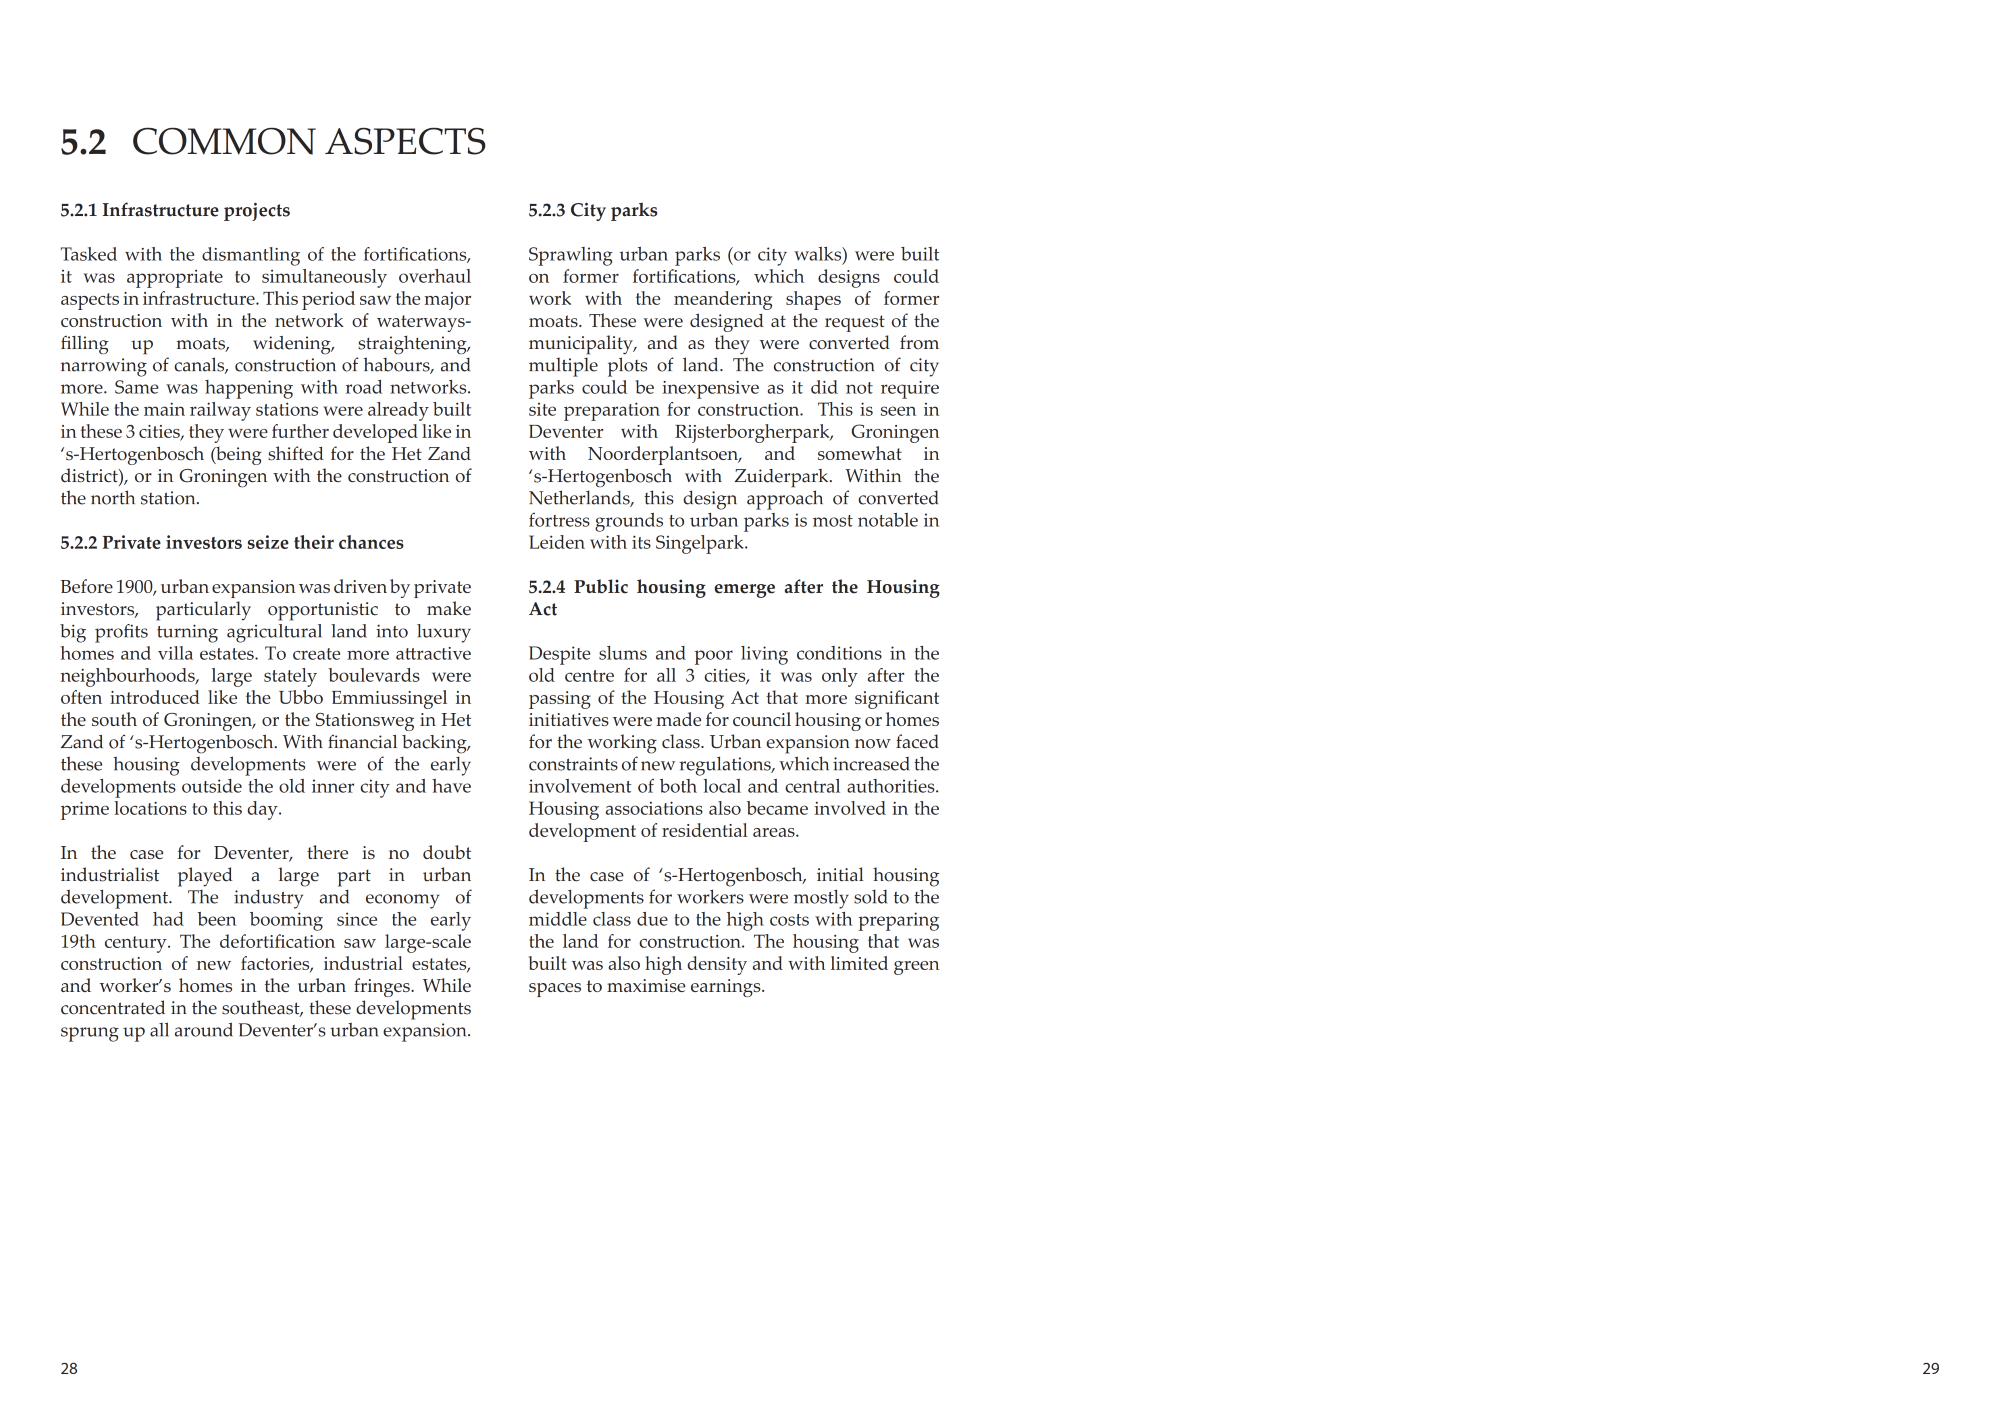 5.2 COMMON ASPECTS
5.2.1 Infrastructure projects
Tasked with the dismantling of the fortifications,
it was appropriate to simultaneously overhaul
aspects in infrastructure. This period saw the major
construction with in the network of waterways-
filling up moats, widening, straightening,
narrowing of canals, construction of habours, and
more. Same was happening with road networks.
While the main railway stations were already built
in these 3 cities, they were further developed like in
‘s-Hertogenbosch (being shifted for the Het Zand
district), or in Groningen with the construction of
the north station.
5.2.2 Private investors seize their chances
Before 1900, urban expansion was driven by private
investors, particularly opportunistic to make
big profits turning agricultural land into luxury
homes and villa estates. To create more attractive
neighbourhoods, large stately boulevards were
often introduced like the Ubbo Emmiussingel in
the south of Groningen, or the Stationsweg in Het
Zand of ‘s-Hertogenbosch. With financial backing,
these housing developments were of the early
developments outside the old inner city and have
prime locations to this day.
In the case for Deventer, there is no doubt
industrialist played a large part in urban
development. The industry and economy of
Devented had been booming since the early
19th century. The defortification saw large-scale
construction of new factories, industrial estates,
and worker’s homes in the urban fringes. While
concentrated in the southeast, these developments
sprung up all around Deventer’s urban expansion.
5.2.3 City parks
Sprawling urban parks (or city walks) were built
on former fortifications, which designs could
work with the meandering shapes of former
moats. These were designed at the request of the
municipality, and as they were converted from
multiple plots of land. The construction of city
parks could be inexpensive as it did not require
site preparation for construction. This is seen in
Deventer with Rijsterborgherpark, Groningen
with Noorderplantsoen, and somewhat in
‘s-Hertogenbosch with Zuiderpark. Within the
Netherlands, this design approach of converted
fortress grounds to urban parks is most notable in
Leiden with its Singelpark.
5.2.4 Public housing emerge after the Housing
Act
Despite slums and poor living conditions in the
old centre for all 3 cities, it was only after the
passing of the Housing Act that more significant
initiatives were made for council housing or homes
for the working class. Urban expansion now faced
constraints of new regulations, which increased the
involvement of both local and central authorities.
Housing associations also became involved in the
development of residential areas.
In the case of ‘s-Hertogenbosch, initial housing
developments for workers were mostly sold to the
middle class due to the high costs with preparing
the land for construction. The housing that was
built was also high density and with limited green
spaces to maximise earnings.
28
29